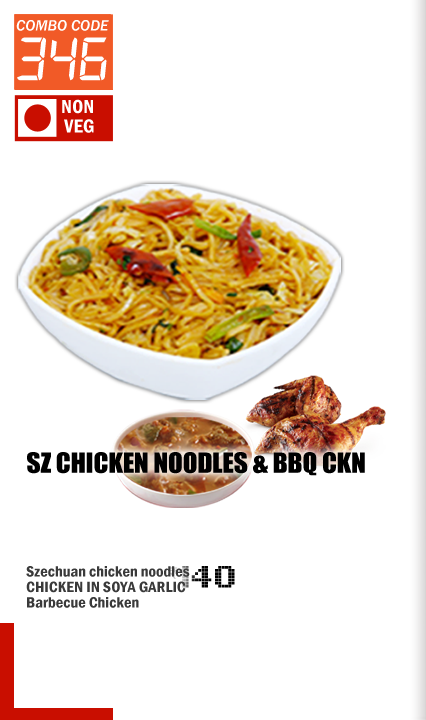 COMBO CODE
346
NON
VEG
SZ CHICKEN NOODLES & BBQ CKN
Szechuan chicken noodles
CHICKEN IN SOYA GARLIC
Barbecue Chicken
40